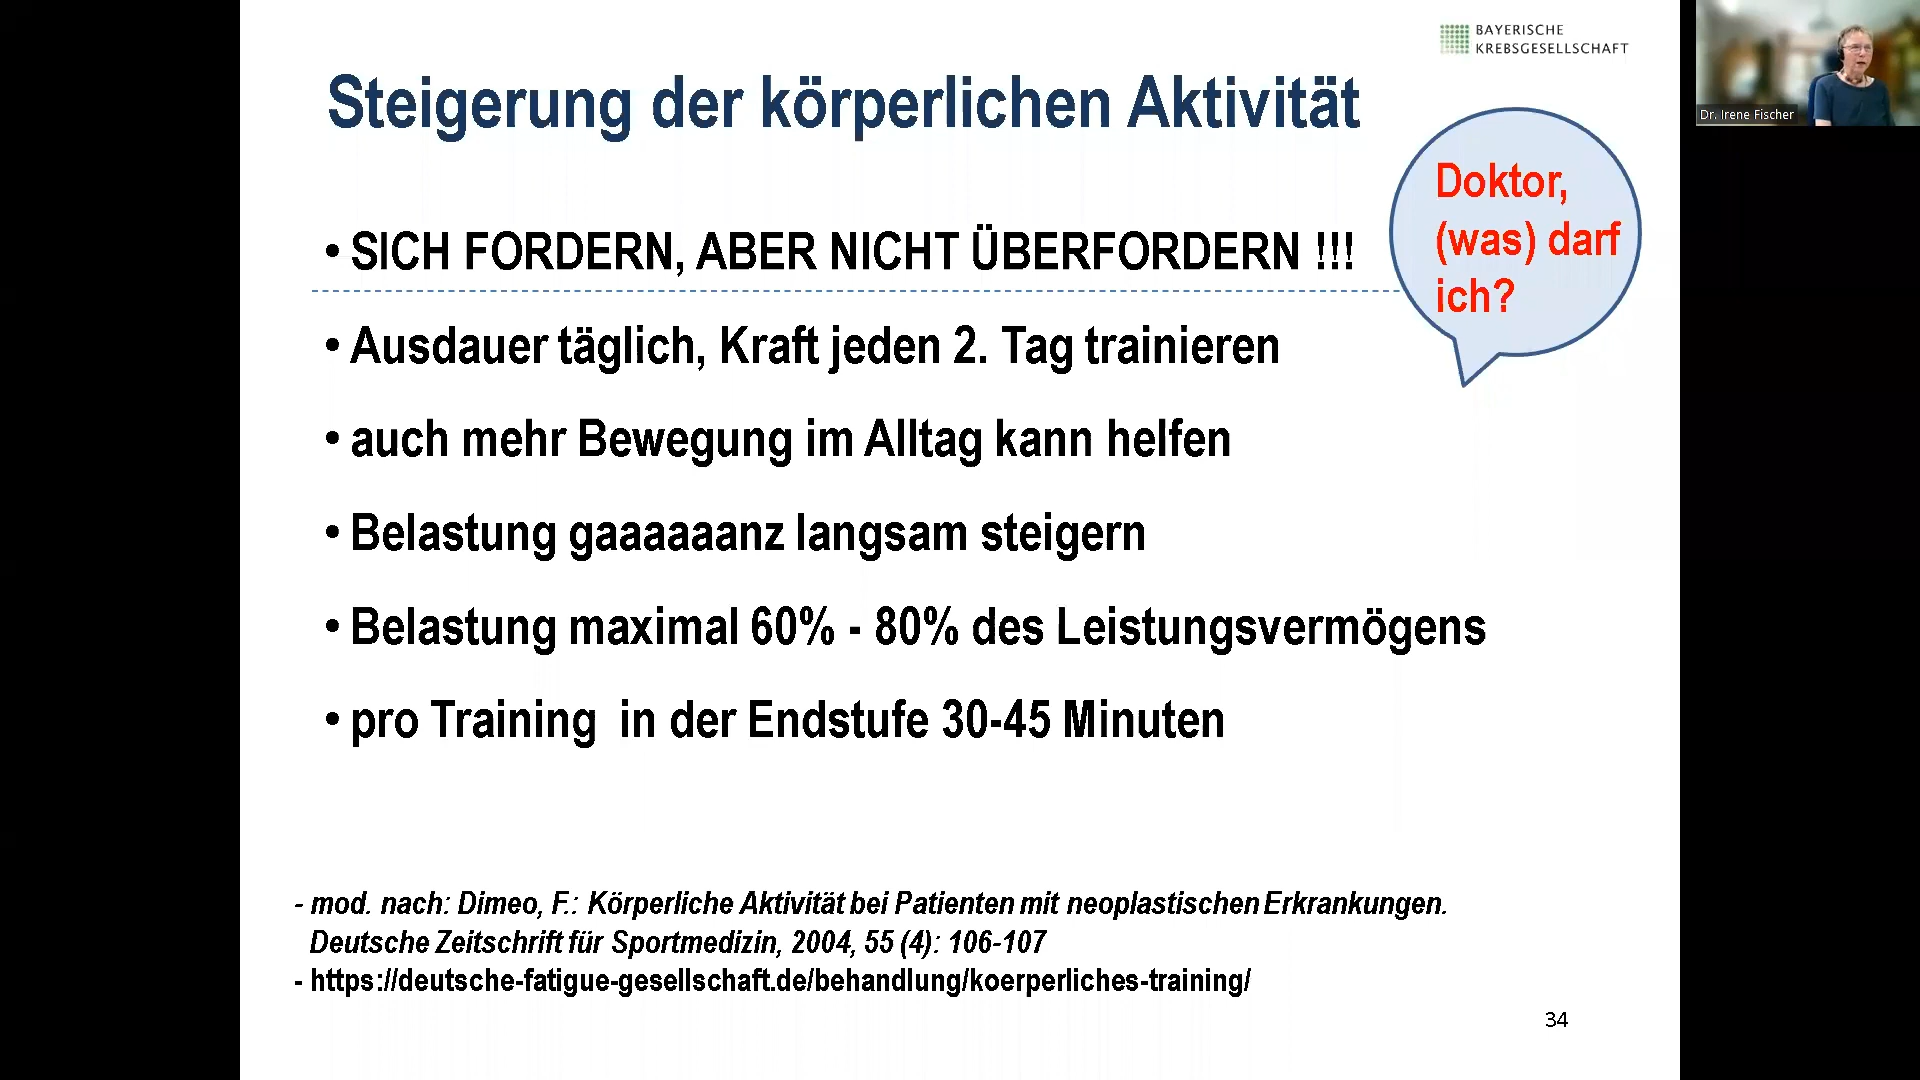 BAYERISCHE
KREBSGESELLSCHAFT
Dr. Irene Fischer
Steigerung der körperlichen Aktivität
Doktor,
(was) darf
ich?
• SICH FORDERN, ABER NICHT ÜBERFORDERN !!!
• Ausdauer täglich, Kraft jeden 2. Tag trainieren
• auch mehr Bewegung im Alltag kann helfen
• Belastung gaaaaaanz langsam steigern
• Belastung maximal 60% - 80% des Leistungsvermögens
• pro Training in der Endstufe 30-45 Minuten
- mod. nach: Dimeo, F.: Körperliche Aktivität bei Patienten mit neoplastischen Erkrankungen.
Deutsche Zeitschrift für Sportmedizin, 2004, 55 (4): 106-107
- https://deutsche-fatigue-gesellschaft.de/behandlung/koerperliches-training/
34